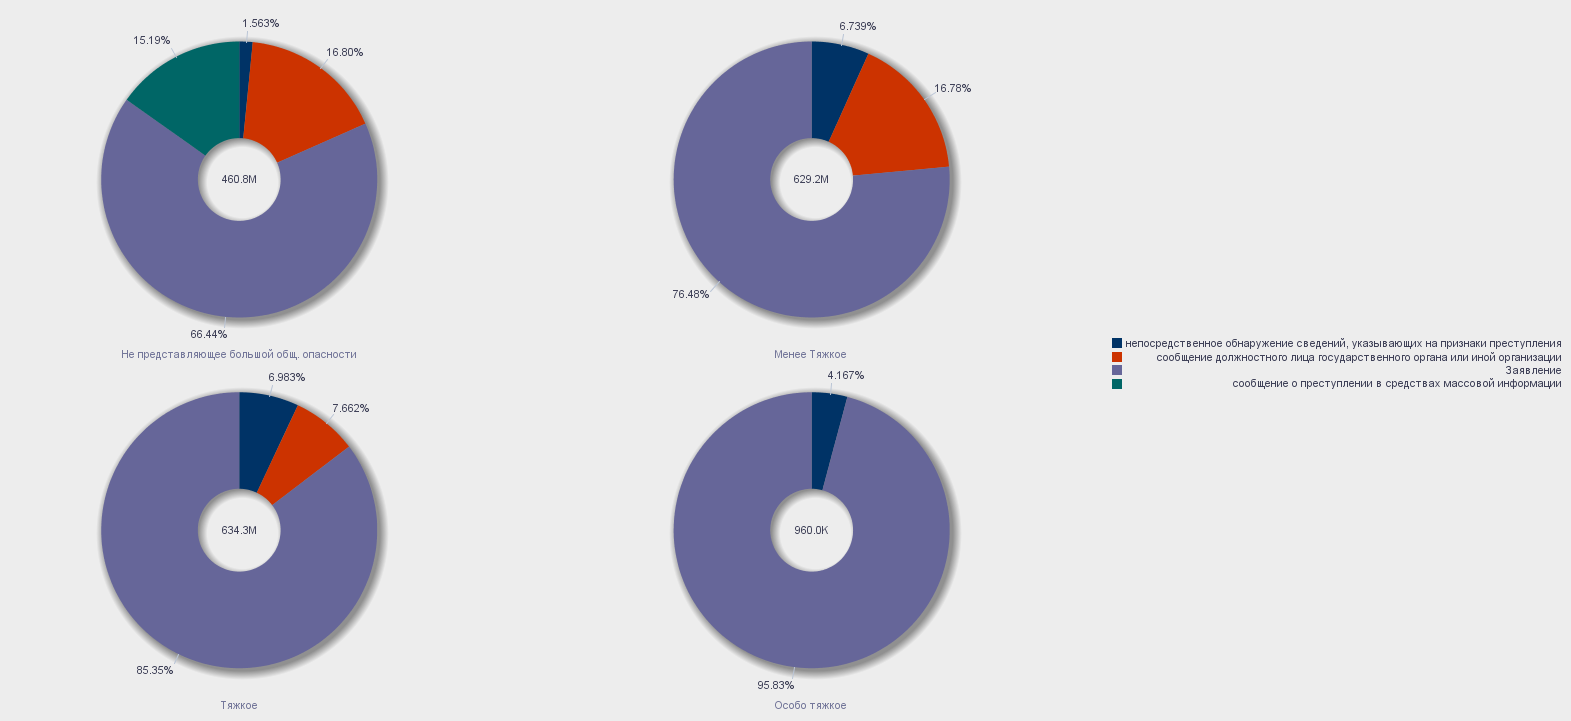 1.563%
15.19%
16.80%
460.8M
66.44%
Не представляющее большой общ. опасности
6.739%
16.78%
629.2M
76.48%
Менее Тяжкое
6.983%
7.662%
634.3M
85.35%
Тяжкое
4.167%
960.0K
95.83%
Особо тяжкое
непосредственное обнаружение сведений, указывающих на признаки преступления
сообщение должностного лица государственного органа или иной организации
Заявление
сообщение о преступлении в средствах массовой информации